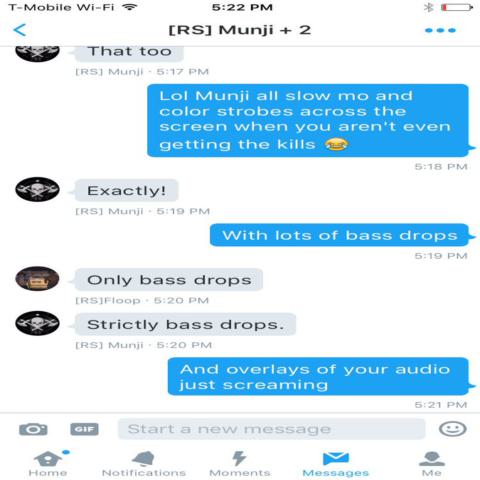 T-Mobile Wi-Fi 5:22 PM
[RS] Munji + 2
That too
[RS] Munji · 5:17 PM
Lol Munji all slow mo and
color strobes across the
screen when you aren't even
getting the kills 😂
5:18 PM
Exactly!
[RS] Munji · 5:19 PM
With lots of bass drops
5:19 PM
Only bass drops
[RS]Floop · 5:20 PM
Strictly bass drops.
[RS] Munji · 5:20 PM
And overlays of your audio
just screaming
5:21 PM
GIF Start a new message
Home Notifications Moments Messages Me